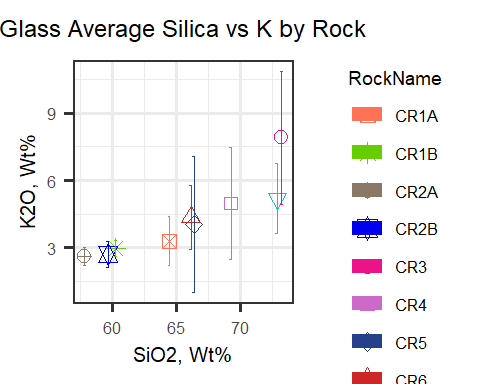 Glass Average Silica vs K by Rock
RockName
CR1A
CR1B
CR2A
CR2B
CR3
CR4
CR5
CR6
9
6
3
K2O, Wt%
60 65 70
SiO2, Wt%